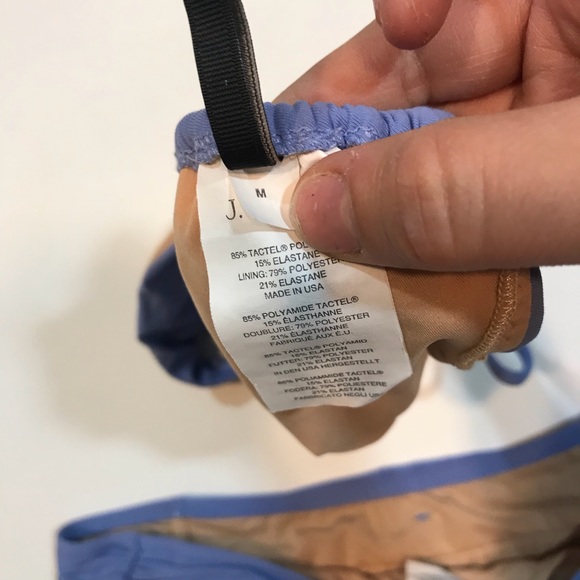 M
J.
85% TACTEL®
15% ELASTANE
LINING: 79% POLYESTER
21% ELASTANE
MADE IN USA
85% POLYAMIDE TACTEL®
15% ÉLASTHANNE
DOUBLURE: 79% POLYESTER
21% ÉLASTHANNE
FABRIQUÉ AUX É.U
85% TACTEL® POLYAMID
15% ELASTAN
FUTTER: 79% POLYESTER
21% ELASTAN
IN DEN USA HERGESTELLT
85% POLIAMMIDE TACTEL®
15% ELASTAN
FODERA: 79% POLIESTERE
21% ELASTAN
FABRICATO NEGLI